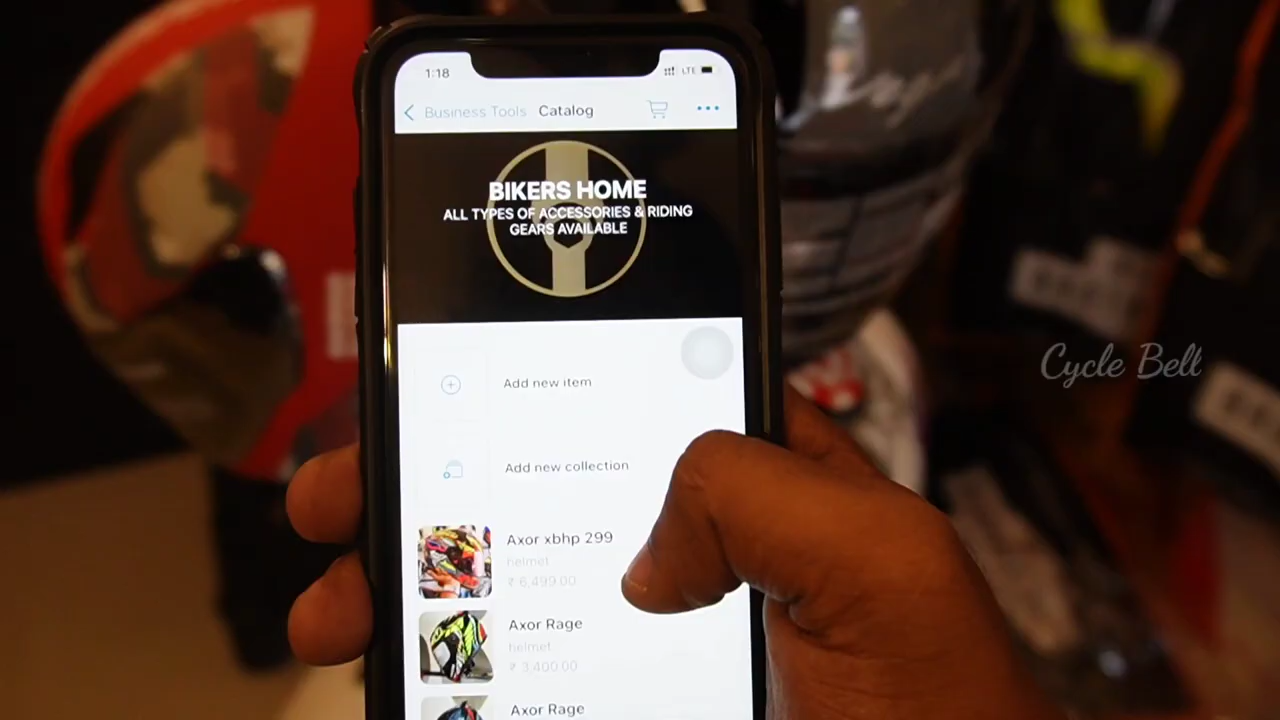 1:18
LTE
Business Tools Catalog
BIKERS HOME
ALL TYPES OF ACCESSORIES & RIDING
GEARS AVAILABLE
Add new item
Cycle Bell
Add new collection
Axor xbhp 299
helmet
₹ 6,499.00
Axor Rage
helmet
₹ 3,400.00
Axor Rage